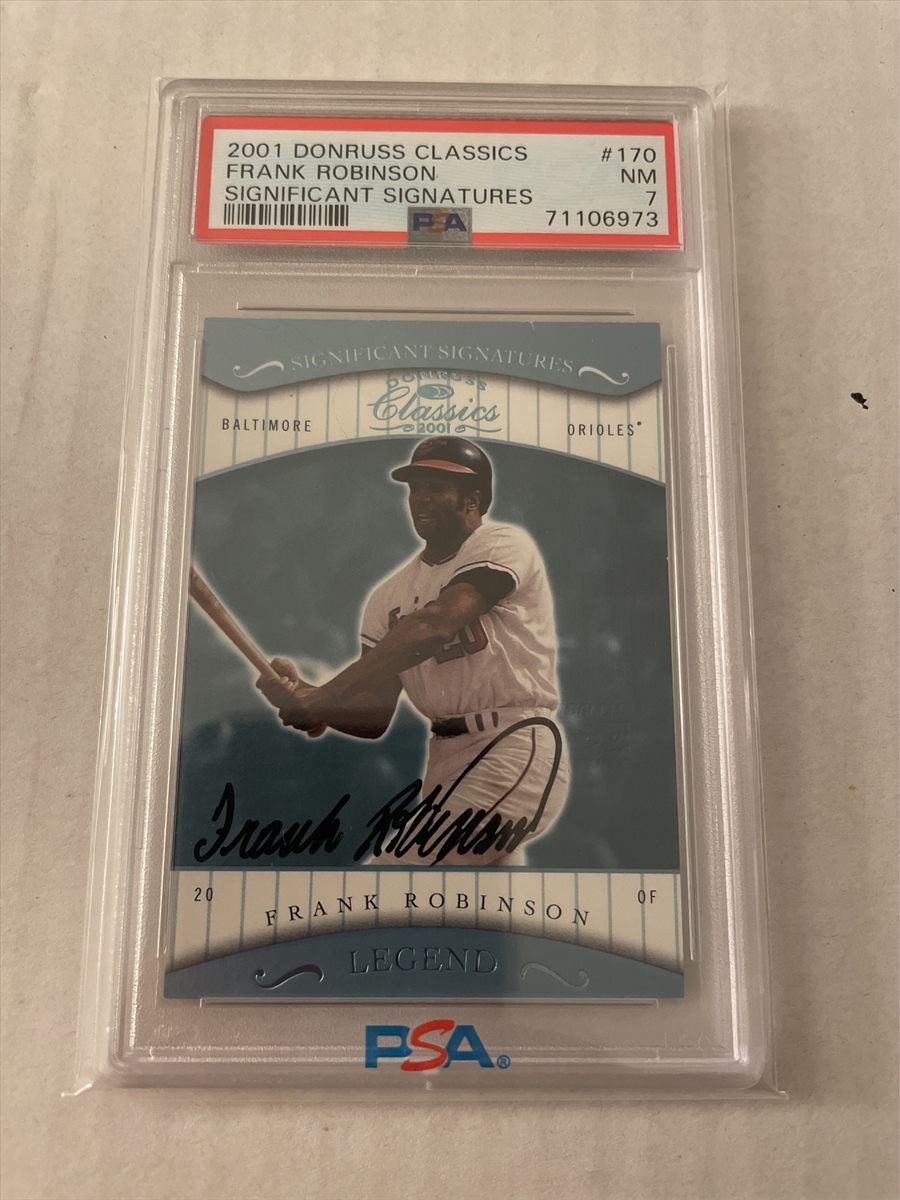 2001 DONRUSS CLASSICS #170
FRANK ROBINSON NM
SIGNIFICANT SIGNATURES 7
PSA 71106973
SIGNIFICANT SIGNATURES
DONRUSS
Classics
2001
BALTIMORE ORIOLES
20
Frank Robinson
20 OF
FRANK ROBINSON
LEGEND
PSA®